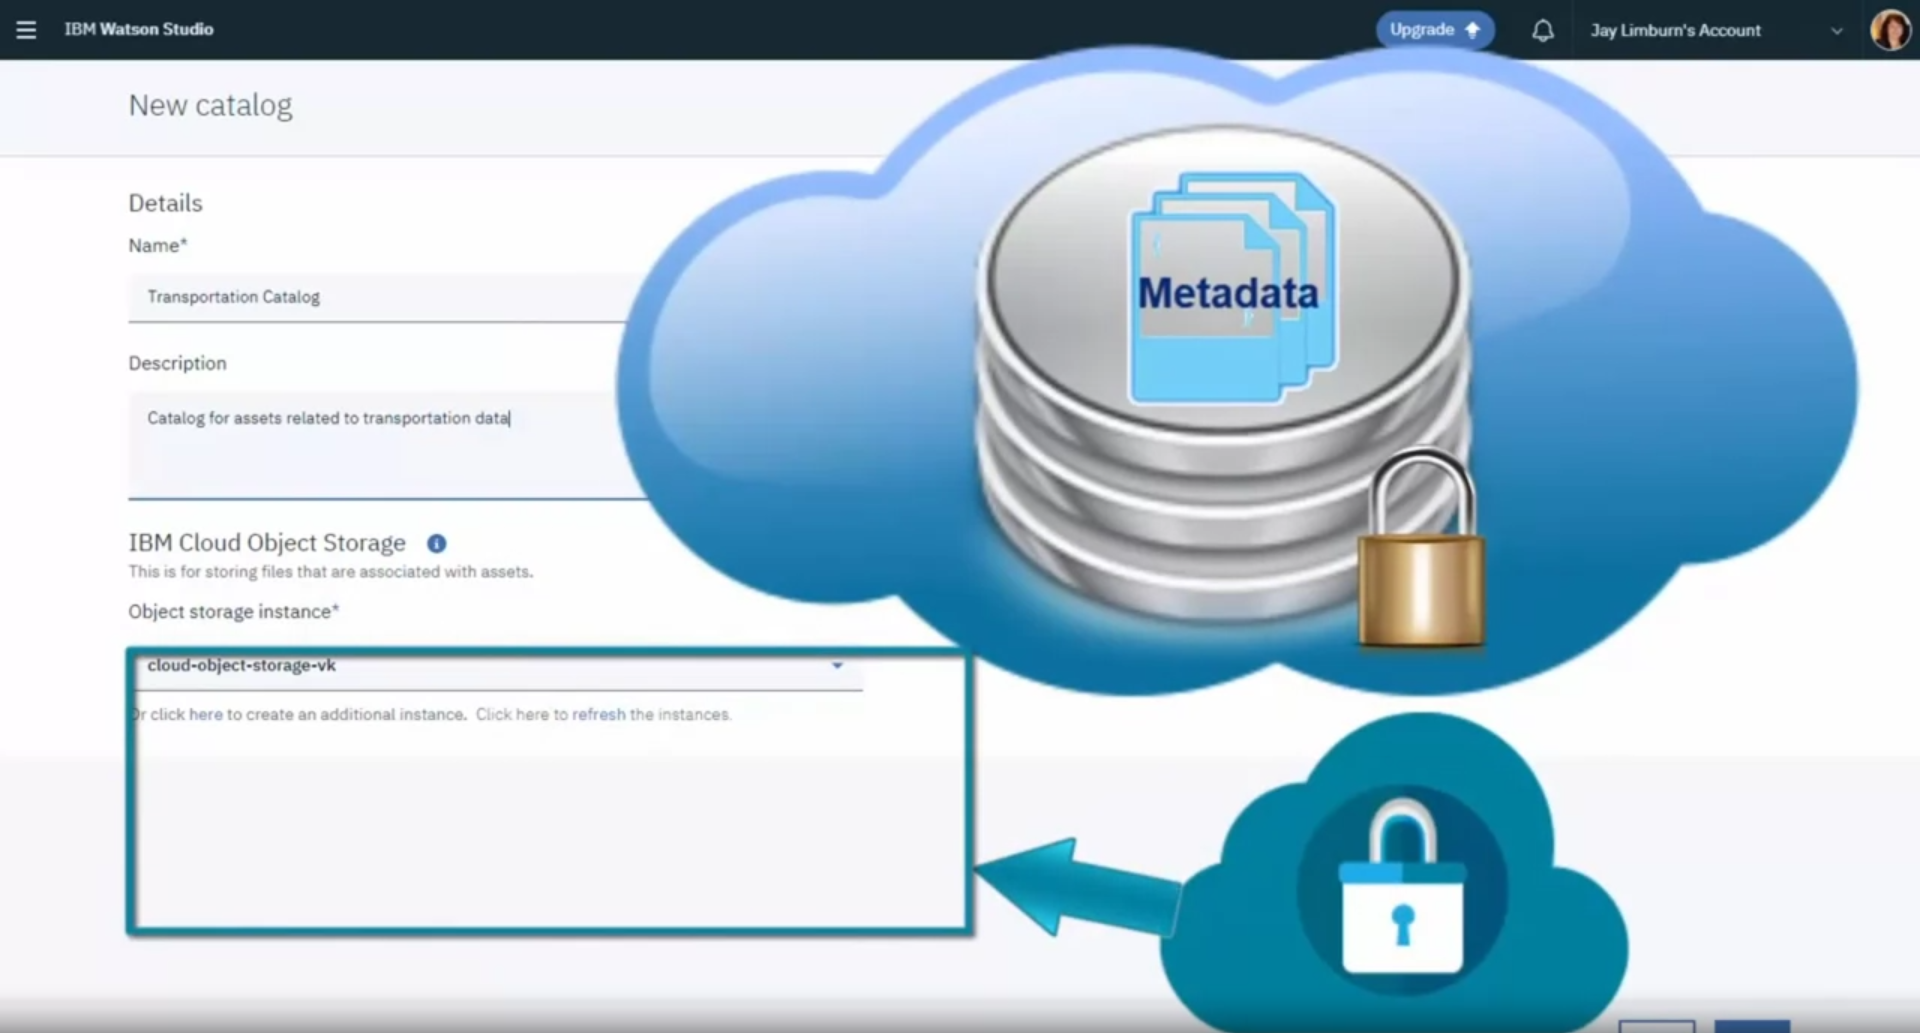 IBM Watson Studio
Upgrade
Jay Limburn's Account
New catalog
Details
Name*
Transportation Catalog
Description
Catalog for assets related to transportation data
Metadata
IBM Cloud Object Storage
This is for storing files that are associated with assets.
Object storage instance*
cloud-object-storage-vk
Or click here to create an additional instance. Click here to refresh the instances.